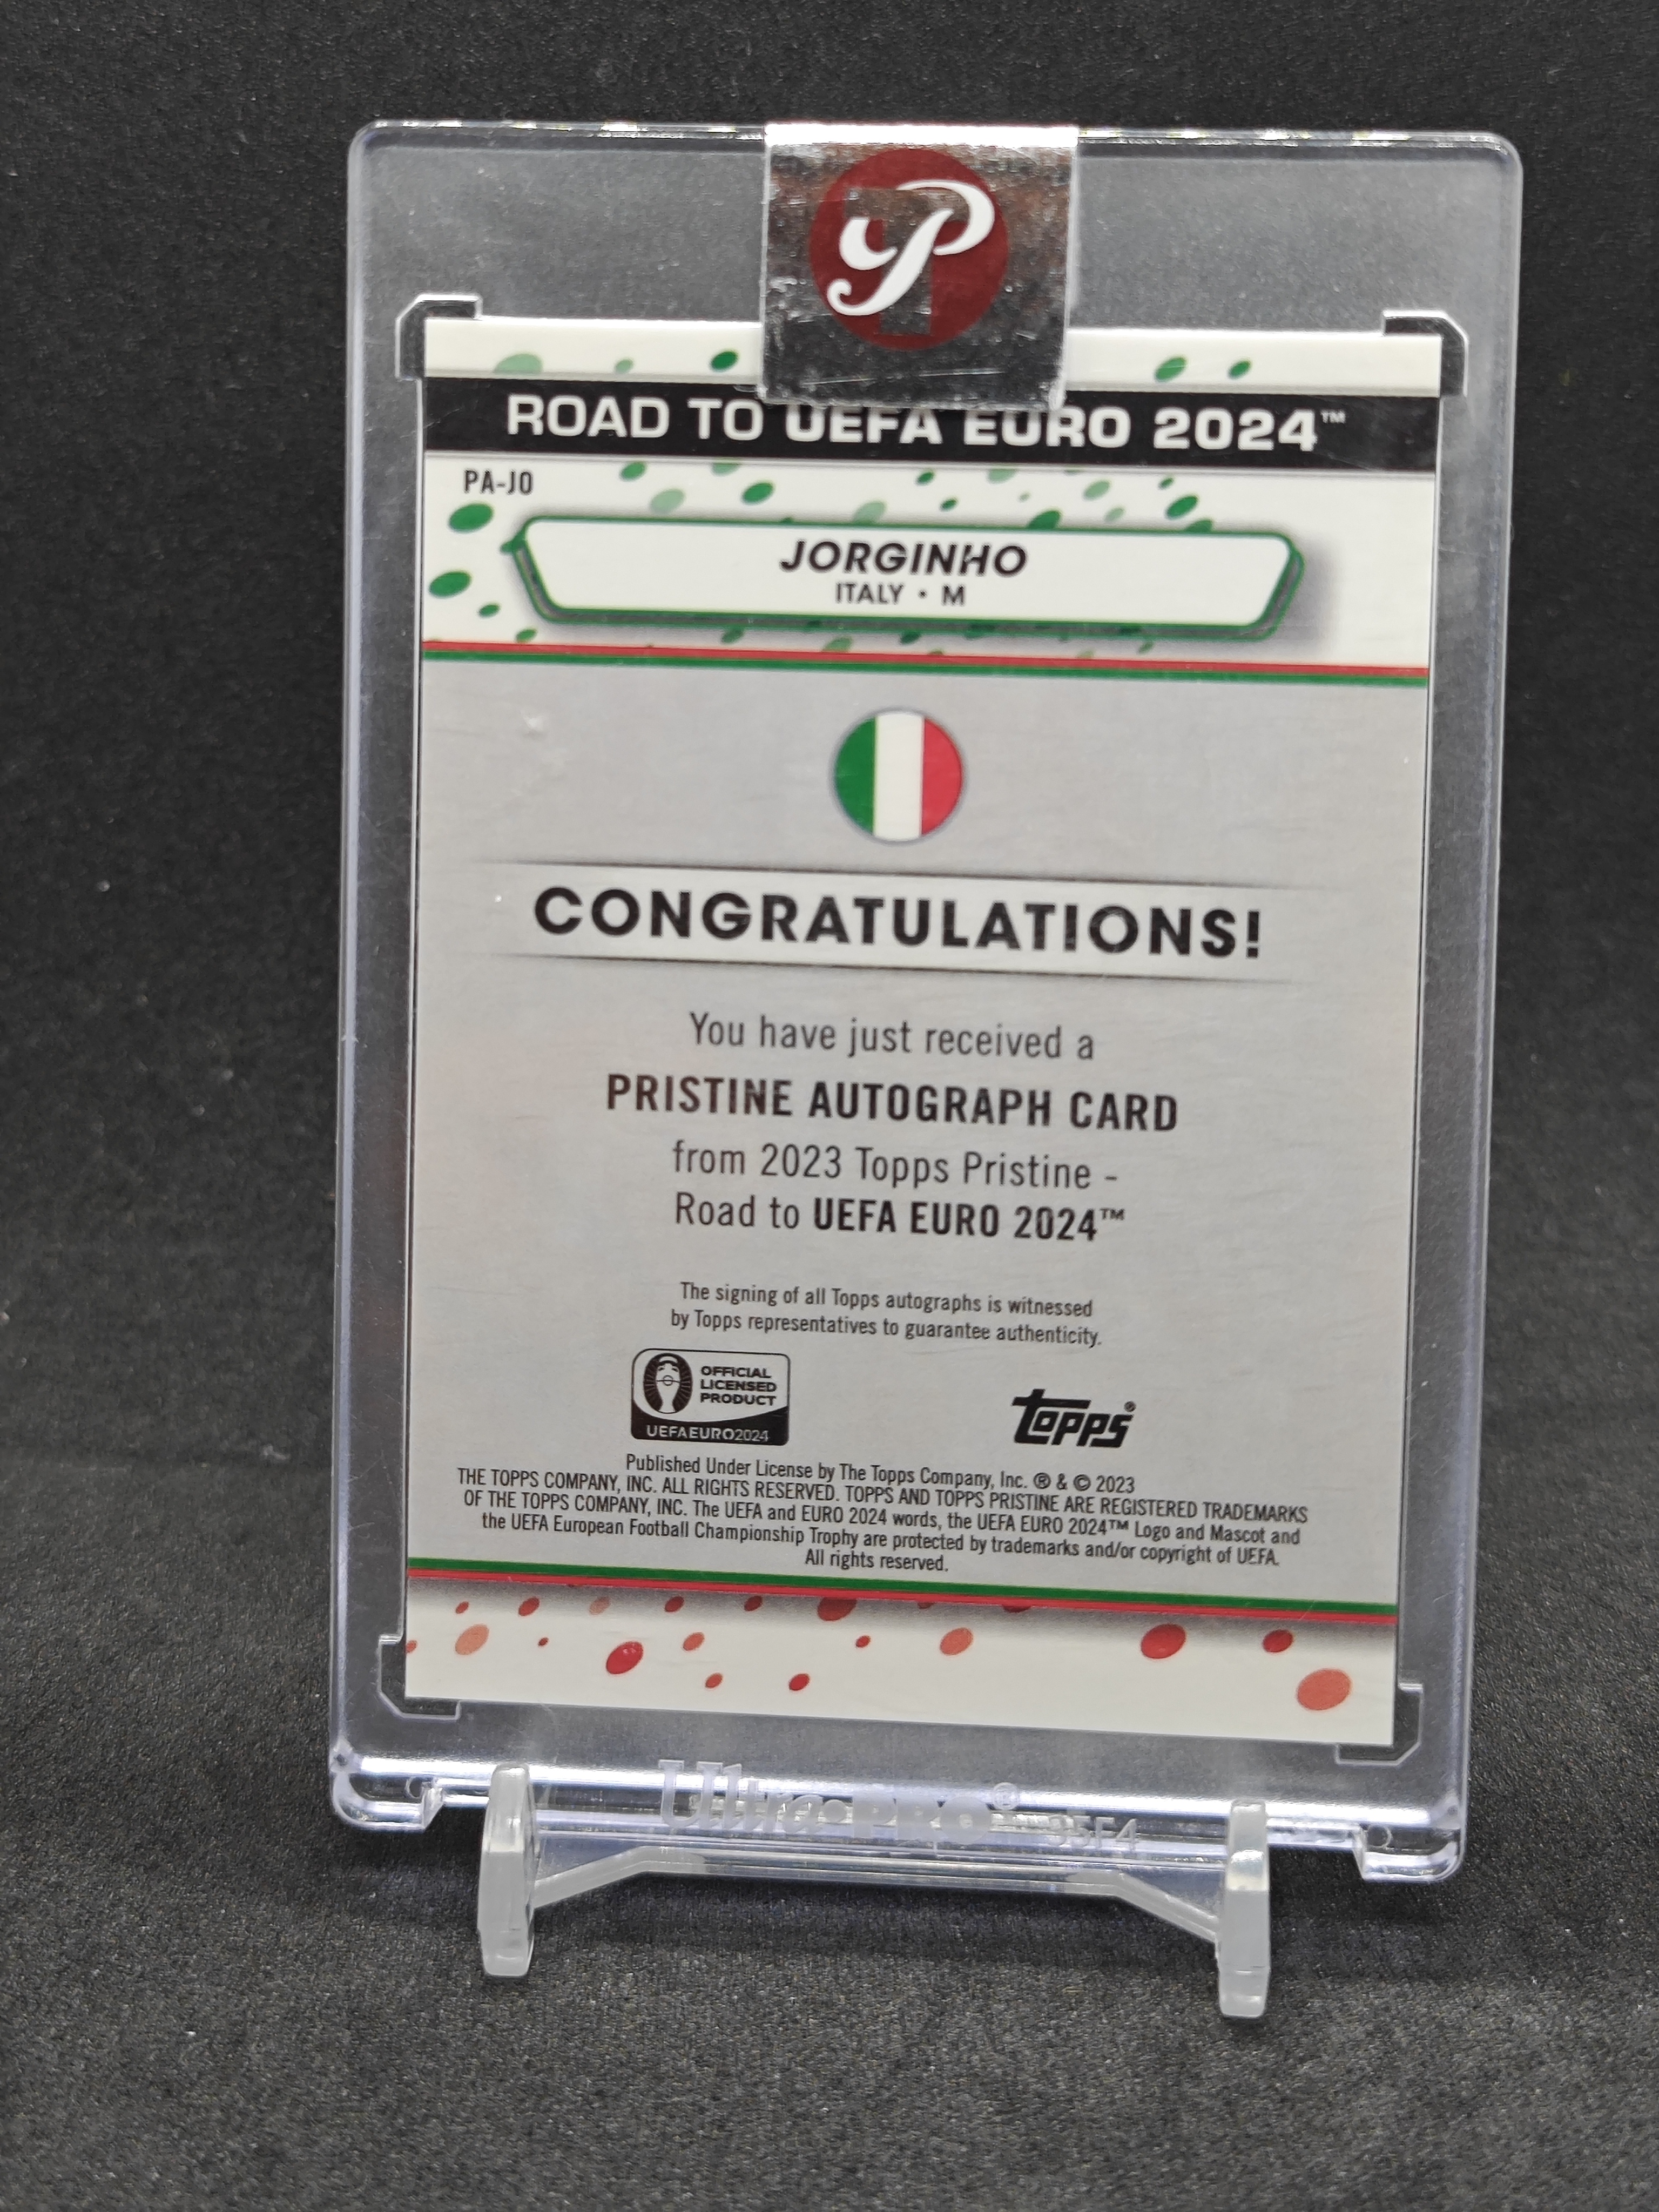 P
ROAD TO UEFA EURO 2024™
PA-JO
JORGINHO
ITALY • M
CONGRATULATIONS!
You have just received a
PRISTINE AUTOGRAPH CARD
from 2023 Topps Pristine -
Road to UEFA EURO 2024™
The signing of all Topps autographs is witnessed
by Topps representatives to guarantee authenticity.
OFFICIAL
LICENSED
PRODUCT
UEFAEURO2024
topps®
Published Under License by The Topps Company, Inc. ® & © 2023
THE TOPPS COMPANY, INC. ALL RIGHTS RESERVED. TOPPS AND TOPPS PRISTINE ARE REGISTERED TRADEMARKS
OF THE TOPPS COMPANY, INC. The UEFA and EURO 2024 words, the UEFA EURO 2024™ Logo and Mascot and
the UEFA European Football Championship Trophy are protected by trademarks and/or copyright of UEFA.
All rights reserved.
Ultra•PRO®